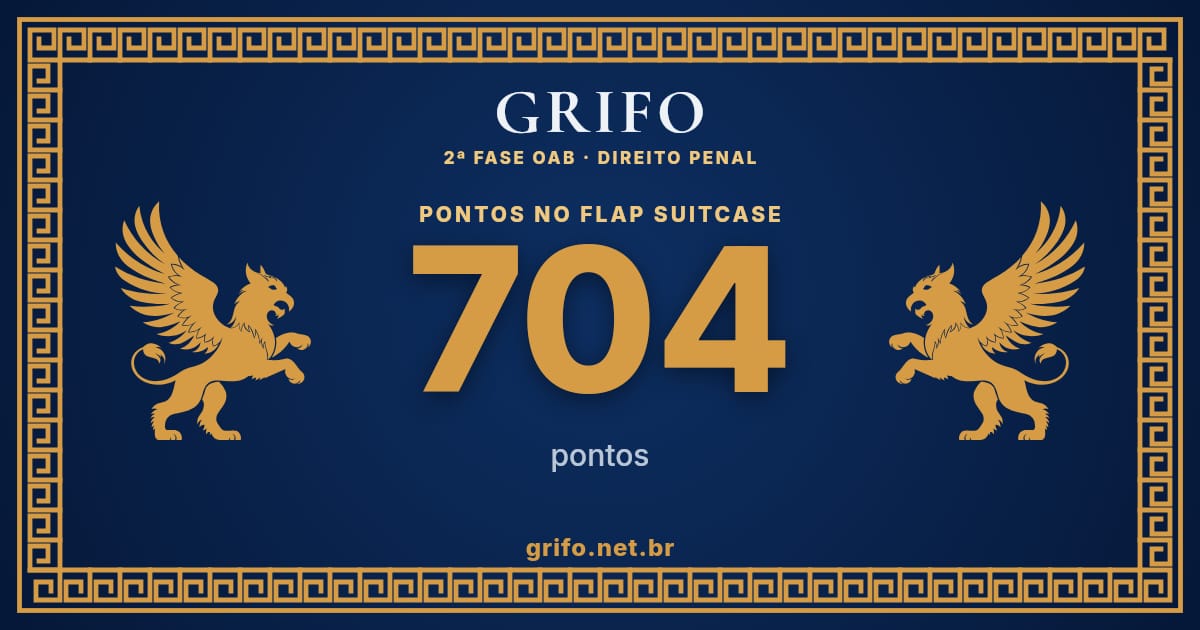 GRIFO
2ª FASE OAB · DIREITO PENAL
PONTOS NO FLAP SUITCASE
704
pontos
grifo.net.br